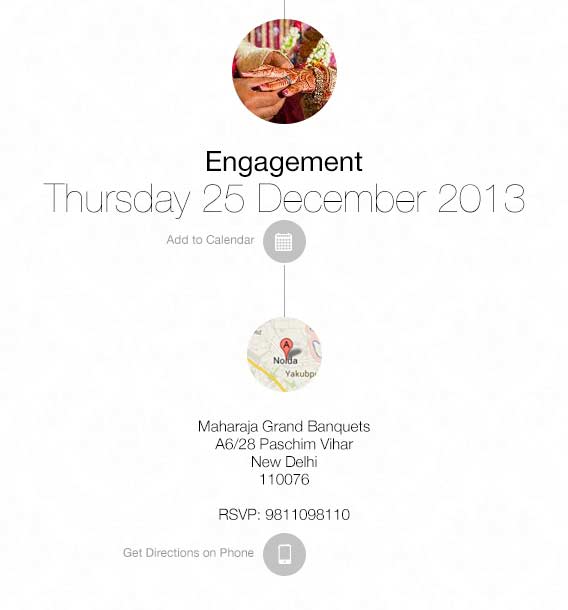 Engagement
Thursday 25 December 2013
Add to Calendar
A
Noida
Yakubpu
Maharaja Grand Banquets
A6/28 Paschim Vihar
New Delhi
110076
RSVP: 9811098110
Get Directions on Phone